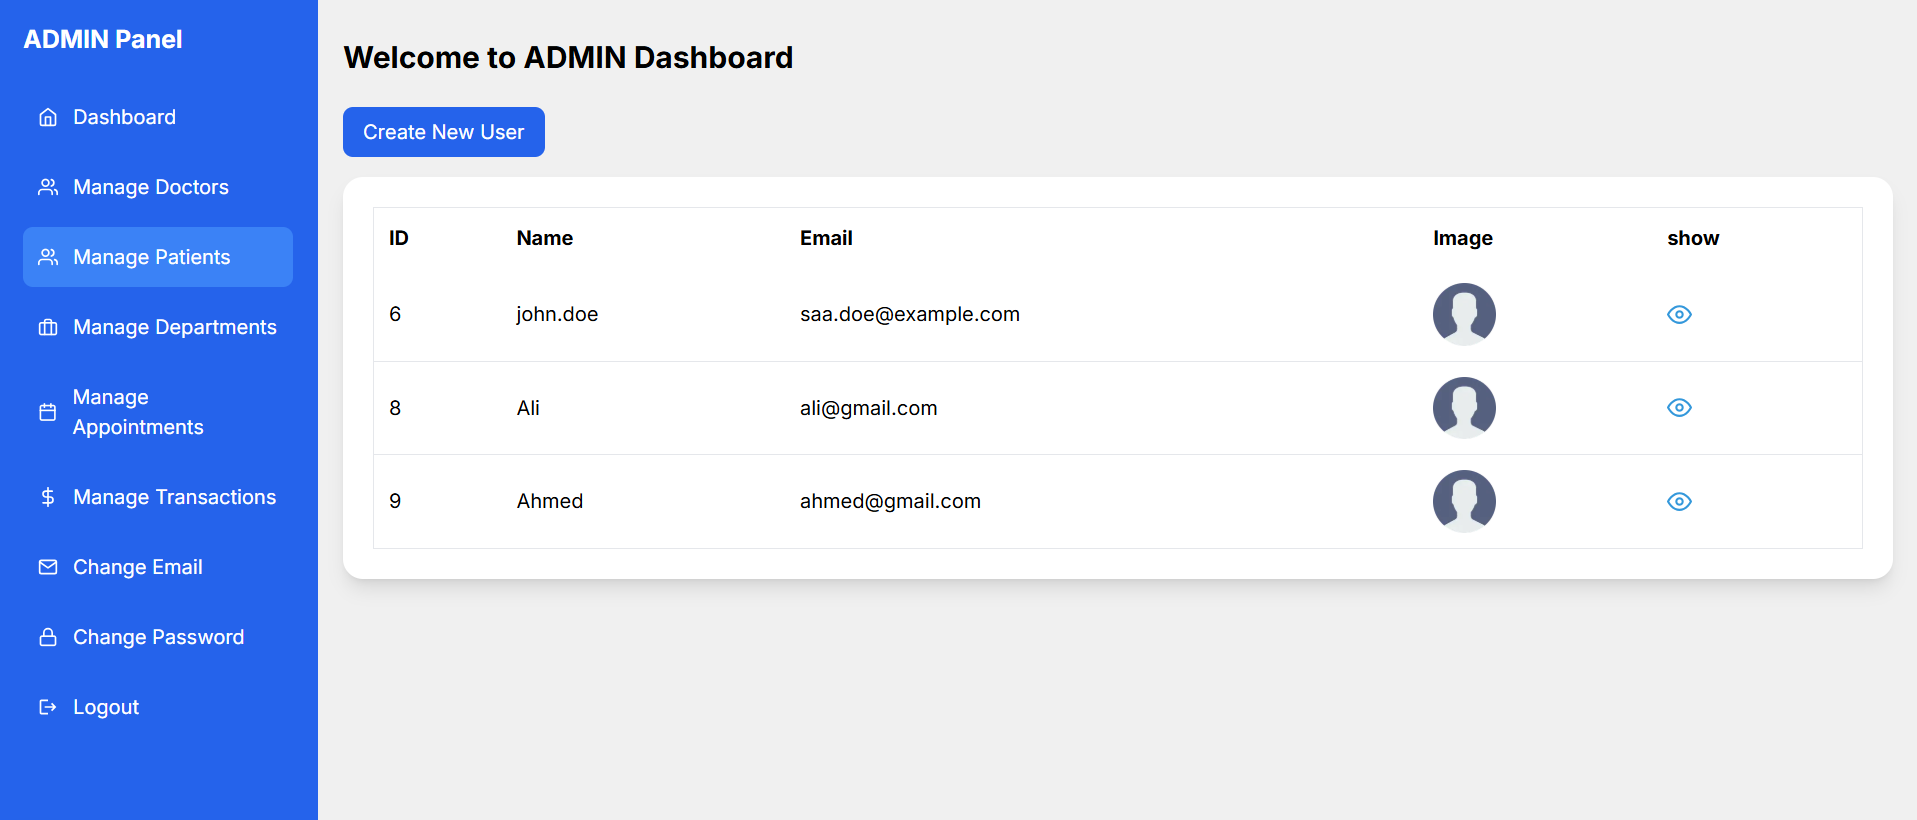 ADMIN Panel
Dashboard
Manage Doctors
Manage Patients
Manage Departments
Manage
Appointments
Manage Transactions
Change Email
Change Password
Logout
Welcome to ADMIN Dashboard
Create New User
ID Name Email Image show
6 john.doe saa.doe@example.com
8 Ali ali@gmail.com
9 Ahmed ahmed@gmail.com